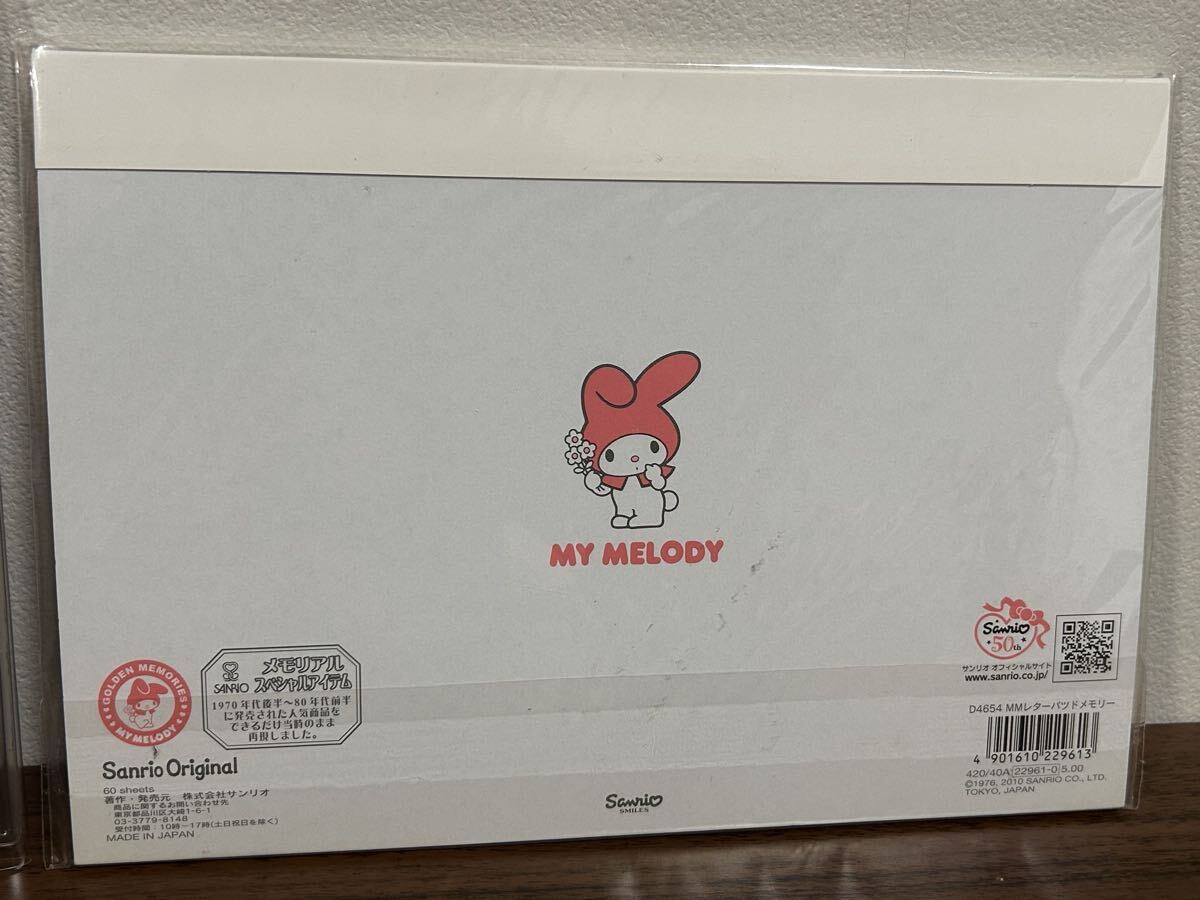 MY MELODY
GOLDEN MEMORIES
MY MELODY
SANRIO
メモリアル
スペシャルアイテム
1970年代後半〜80年代前半
に発売された人気商品を
できるだけ当時のまま
再現しました。
Sanrio Original
60 sheets
著作・発売元 株式会社サンリオ
商品に関するお問い合わせ先
東京都品川区大崎1-6-1
03-3779-8148
受付時間：10時〜17時(土日祝日を除く)
MADE IN JAPAN
Sanrio
SMILES
Sanrio
50th
サンリオ オフィシャルサイト
www.sanrio.co.jp/
D4654 MMレターパッドメモリー
4 901610 229613
420/40A 22961-0 5.00
©1976, 2010 SANRIO CO., LTD.
TOKYO, JAPAN